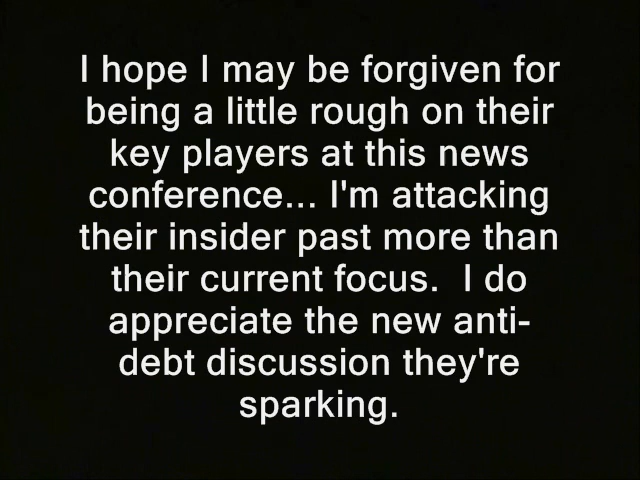 I hope I may be forgiven for
being a little rough on their
key players at this news
conference... I'm attacking
their insider past more than
their current focus.  I do
appreciate the new anti-
debt discussion they're
sparking.